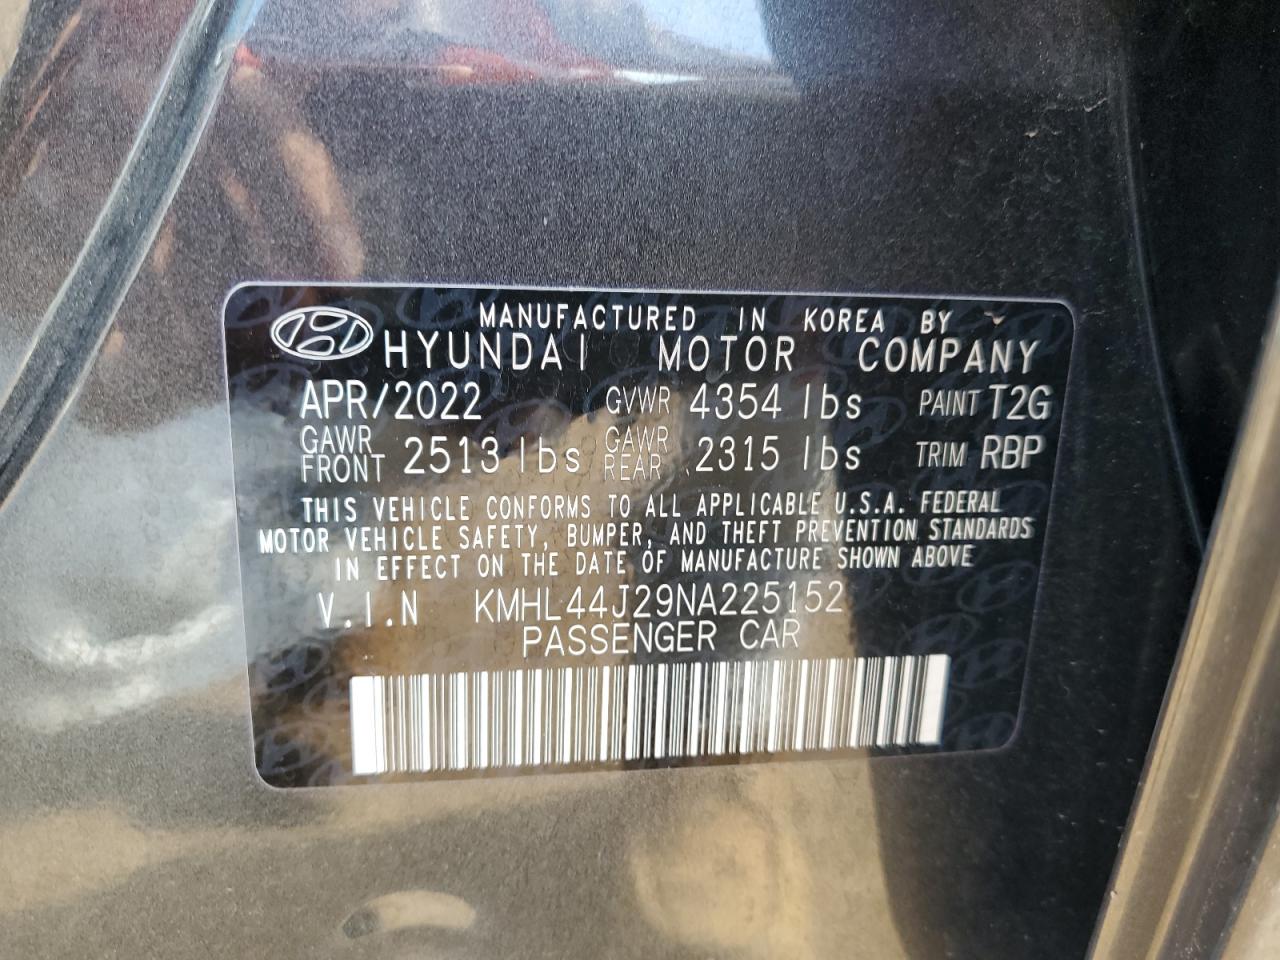 MANUFACTURED IN KOREA BY
HYUNDAI MOTOR COMPANY
APR/2022 GVWR 4354 lbs PAINT T2G
GAWR FRONT 2513 lbs GAWR REAR 2315 lbs TRIM RBP
THIS VEHICLE CONFORMS TO ALL APPLICABLE U.S.A. FEDERAL
MOTOR VEHICLE SAFETY, BUMPER, AND THEFT PREVENTION STANDARDS
IN EFFECT ON THE DATE OF MANUFACTURE SHOWN ABOVE
V.I.N KMHL44J29NA225152
PASSENGER CAR